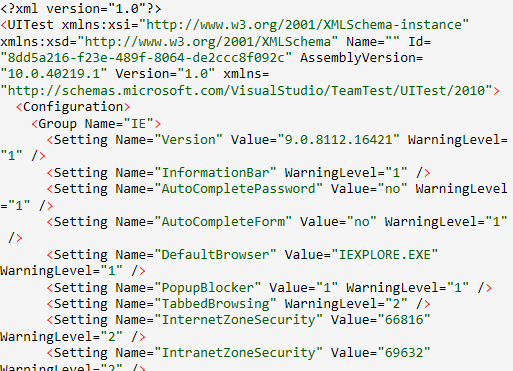 <?xml version="1.0"?>
<UITest xmlns:xsi="http://www.w3.org/2001/XMLSchema-instance"
xmlns:xsd="http://www.w3.org/2001/XMLSchema" Name="" Id=
"8dd5a216-f23e-489f-8064-de2ccc8f092c" AssemblyVersion=
"10.0.40219.1" Version="1.0" xmlns=
"http://schemas.microsoft.com/VisualStudio/TeamTest/UITest/2010">
  <Configuration>
    <Group Name="IE">
      <Setting Name="Version" Value="9.0.8112.16421" WarningLevel=
"1" />
      <Setting Name="InformationBar" WarningLevel="1" />
      <Setting Name="AutoCompletePassword" Value="no" WarningLevel
="1" />
      <Setting Name="AutoCompleteForm" Value="no" WarningLevel="1"
 />
      <Setting Name="DefaultBrowser" Value="IEXPLORE.EXE"
WarningLevel="1" />
      <Setting Name="PopupBlocker" Value="1" WarningLevel="1" />
      <Setting Name="TabbedBrowsing" WarningLevel="2" />
      <Setting Name="InternetZoneSecurity" Value="66816"
WarningLevel="2" />
      <Setting Name="IntranetZoneSecurity" Value="69632"
WarningLevel="2" />